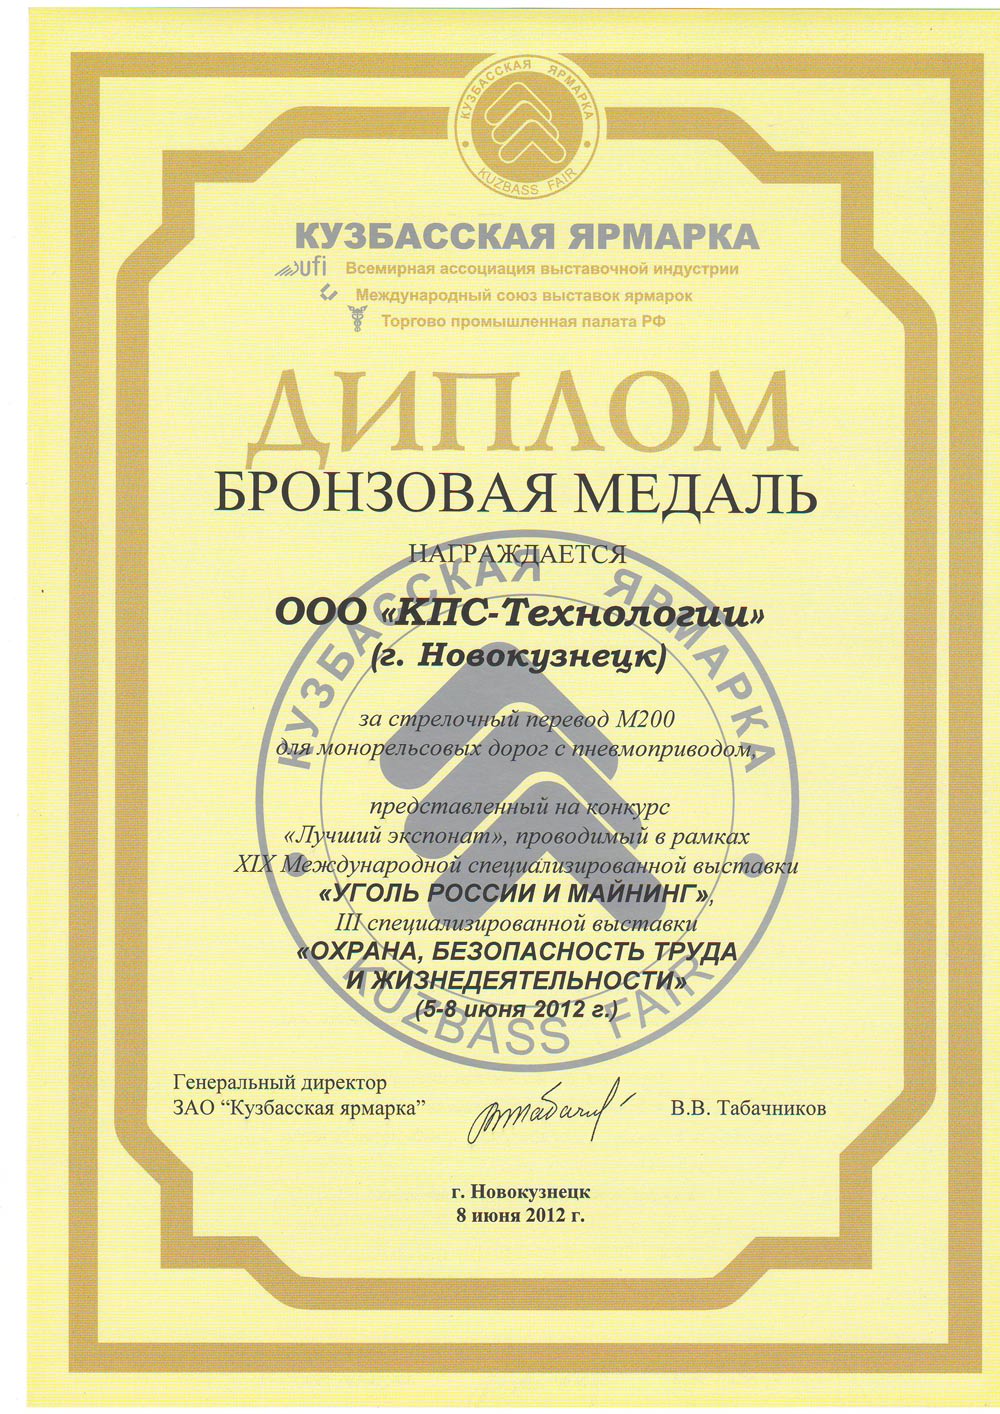 КУЗБАССКАЯ ЯРМАРКА
KUZBASS FAIR
КУЗБАССКАЯ ЯРМАРКА
ufi Всемирная ассоциация выставочной индустрии
Международный союз выставок ярмарок
Торгово промышленная палата РФ
ДИПЛОМ
БРОНЗОВАЯ МЕДАЛЬ
НАГРАЖДАЕТСЯ
КУЗБАССКАЯ ЯРМАРКА
ООО «КПС-Технологии»
(г. Новокузнецк)
за стрелочный перевод М200
для монорельсовых дорог с пневмоприводом,
представленный на конкурс
«Лучший экспонат», проводимый в рамках
XIX Международной специализированной выставки
«УГОЛЬ РОССИИ И МАЙНИНГ»,
III специализированной выставки
«ОХРАНА, БЕЗОПАСНОСТЬ ТРУДА
И ЖИЗНЕДЕЯТЕЛЬНОСТИ»
(5-8 июня 2012 г.)
KUZBASS FAIR
Генеральный директор
ЗАО “Кузбасская ярмарка”
В.В. Табачников
г. Новокузнецк
8 июня 2012 г.